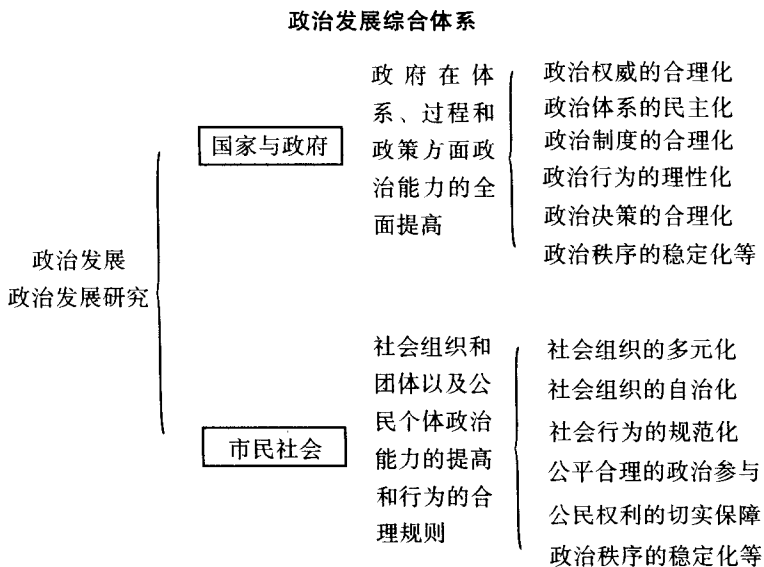 政治发展综合体系
政治发展
政治发展研究
国家与政府
政府在体
系、过程和
政策方面政
治能力的全
面提高
政治权威的合理化
政治体系的民主化
政治制度的合理化
政治行为的理性化
政治决策的合理化
政治秩序的稳定化等
市民社会
社会组织和
团体以及公
民个体政治
能力的提高
和行为的合
理规则
社会组织的多元化
社会组织的自治化
社会行为的规范化
公平合理的政治参与
公民权利的切实保障
政治秩序的稳定化等